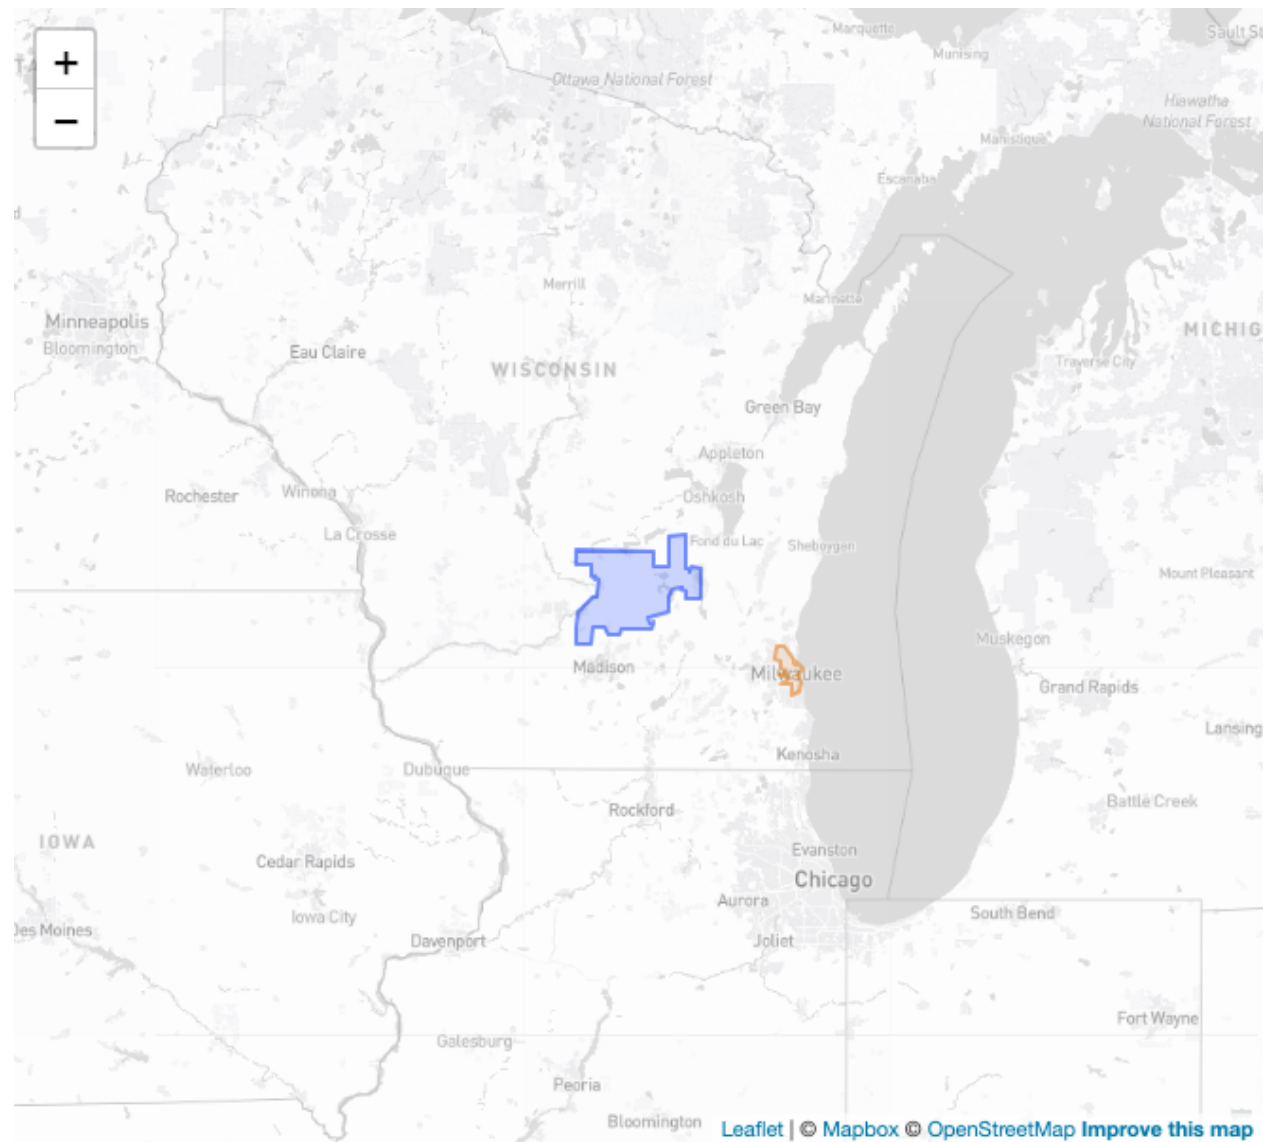 +
−
Marquette
Sault St
Munising
Ottawa National Forest
Hiawatha
National Forest
Manistique
Escanaba
Merrill
Marinette
Minneapolis
MICHIG
Bloomington
Eau Claire
Traverse City
WISCONSIN
Green Bay
Appleton
Rochester
Winona
Oshkosh
La Crosse
Fond du Lac
Sheboygan
Mount Pleasant
Muskegon
Madison
Milwaukee
Grand Rapids
Lansing
Kenosha
Waterloo
Dubuque
Rockford
Battle Creek
IOWA
Evanston
Cedar Rapids
Chicago
Aurora
Iowa City
South Bend
Des Moines
Davenport
Joliet
Fort Wayne
Galesburg
Peoria
Bloomington
Leaflet | © Mapbox © OpenStreetMap Improve this map